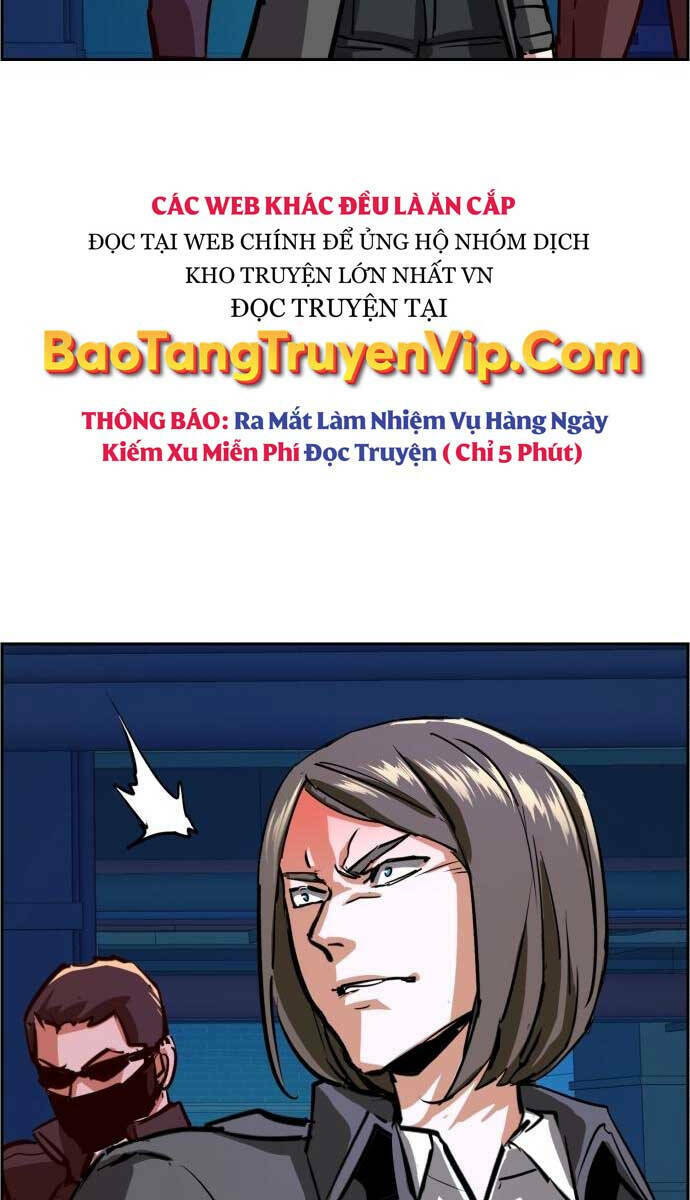 CÁC WEB KHÁC ĐỀU LÀ ĂN CẮP
ĐỌC TẠI WEB CHÍNH ĐỂ ỦNG HỘ NHÓM DỊCH
KHO TRUYỆN LỚN NHẤT VN
ĐỌC TRUYỆN TẠI
BaoTangTruyenVip.Com
THÔNG BÁO: Ra Mắt Làm Nhiệm Vụ Hàng Ngày
Kiếm Xu Miễn Phí Đọc Truyện ( Chỉ 5 Phút)